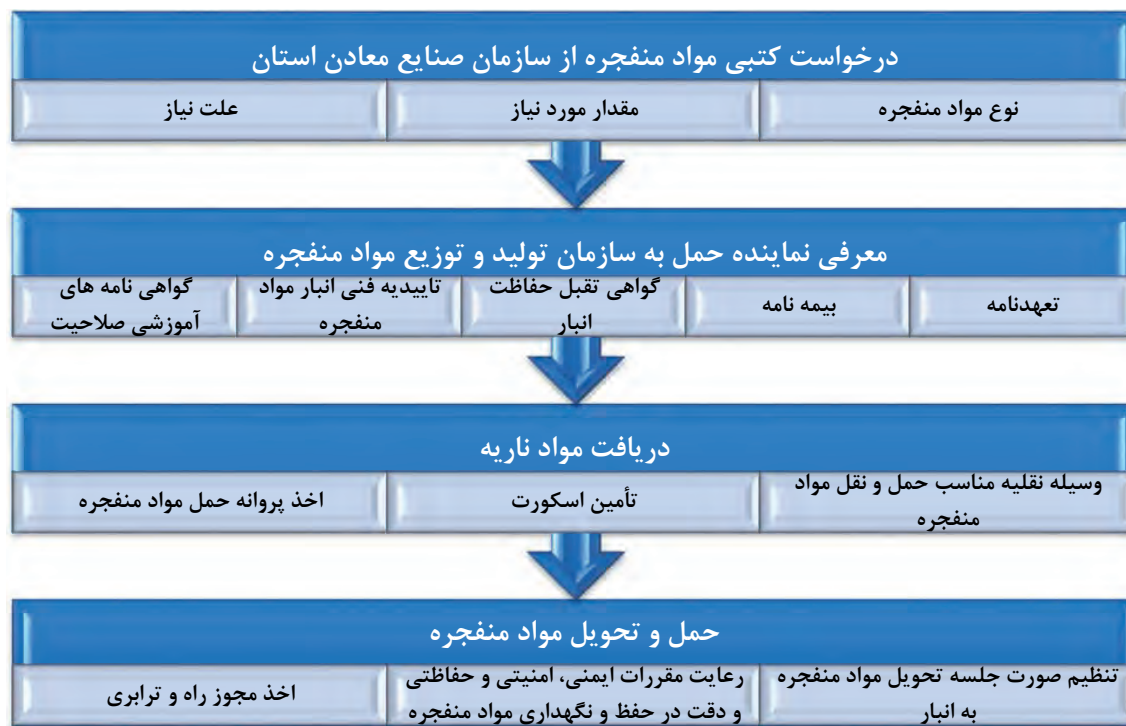 درخواست کتبی مواد منفجره از سازمان صنایع معادن استان
نوع مواد منفجره
مقدار مورد نیاز
علت نیاز
معرفی نماینده حمل به سازمان تولید و توزیع مواد منفجره
تعهدنامه
بیمه نامه
گواهی تقبل حفاظت
انبار
تاییدیه فنی انبار مواد
منفجره
گواهی نامه های
آموزشی صلاحیت
دریافت مواد ناریه
وسیله نقلیه مناسب حمل و نقل مواد
منفجره
تأمین اسکورت
اخذ پروانه حمل مواد منفجره
حمل و تحویل مواد منفجره
تنظیم صورت جلسه تحویل مواد منفجره
به انبار
رعایت مقررات ایمنی، امنیتی و حفاظتی
و دقت در حفظ و نگهداری مواد منفجره
اخذ مجوز راه و ترابری